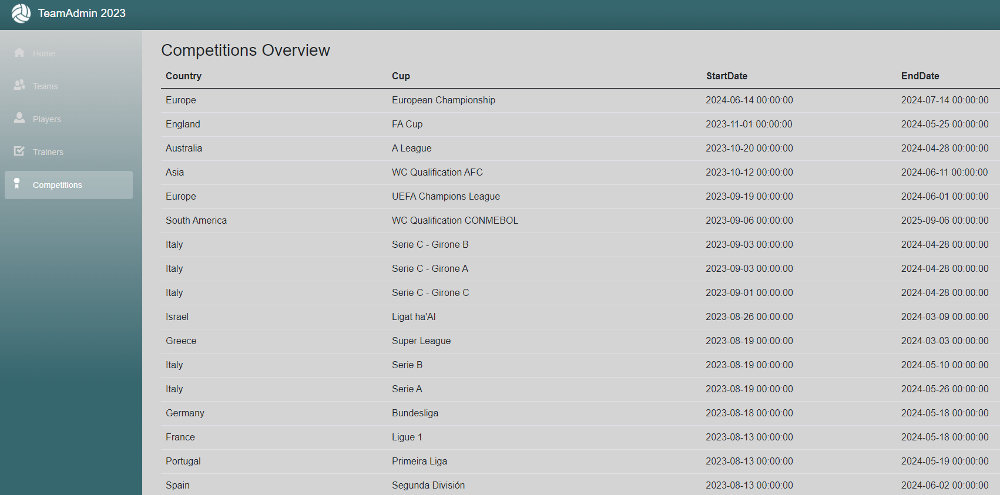 TeamAdmin 2023
Home
Teams
Players
Trainers
Competitions
Competitions Overview
Country Cup StartDate EndDate
Europe European Championship 2024-06-14 00:00:00 2024-07-14 00:00:00
England FA Cup 2023-11-01 00:00:00 2024-05-25 00:00:00
Australia A League 2023-10-20 00:00:00 2024-04-28 00:00:00
Asia WC Qualification AFC 2023-10-12 00:00:00 2024-06-11 00:00:00
Europe UEFA Champions League 2023-09-19 00:00:00 2024-06-01 00:00:00
South America WC Qualification CONMEBOL 2023-09-06 00:00:00 2025-09-06 00:00:00
Italy Serie C - Girone B 2023-09-03 00:00:00 2024-04-28 00:00:00
Italy Serie C - Girone A 2023-09-03 00:00:00 2024-04-28 00:00:00
Italy Serie C - Girone C 2023-09-01 00:00:00 2024-04-28 00:00:00
Israel Ligat ha'Al 2023-08-26 00:00:00 2024-03-09 00:00:00
Greece Super League 2023-08-19 00:00:00 2024-03-03 00:00:00
Italy Serie B 2023-08-19 00:00:00 2024-05-10 00:00:00
Italy Serie A 2023-08-19 00:00:00 2024-05-26 00:00:00
Germany Bundesliga 2023-08-18 00:00:00 2024-05-18 00:00:00
France Ligue 1 2023-08-13 00:00:00 2024-05-18 00:00:00
Portugal Primeira Liga 2023-08-13 00:00:00 2024-05-19 00:00:00
Spain Segunda División 2023-08-13 00:00:00 2024-06-02 00:00:00